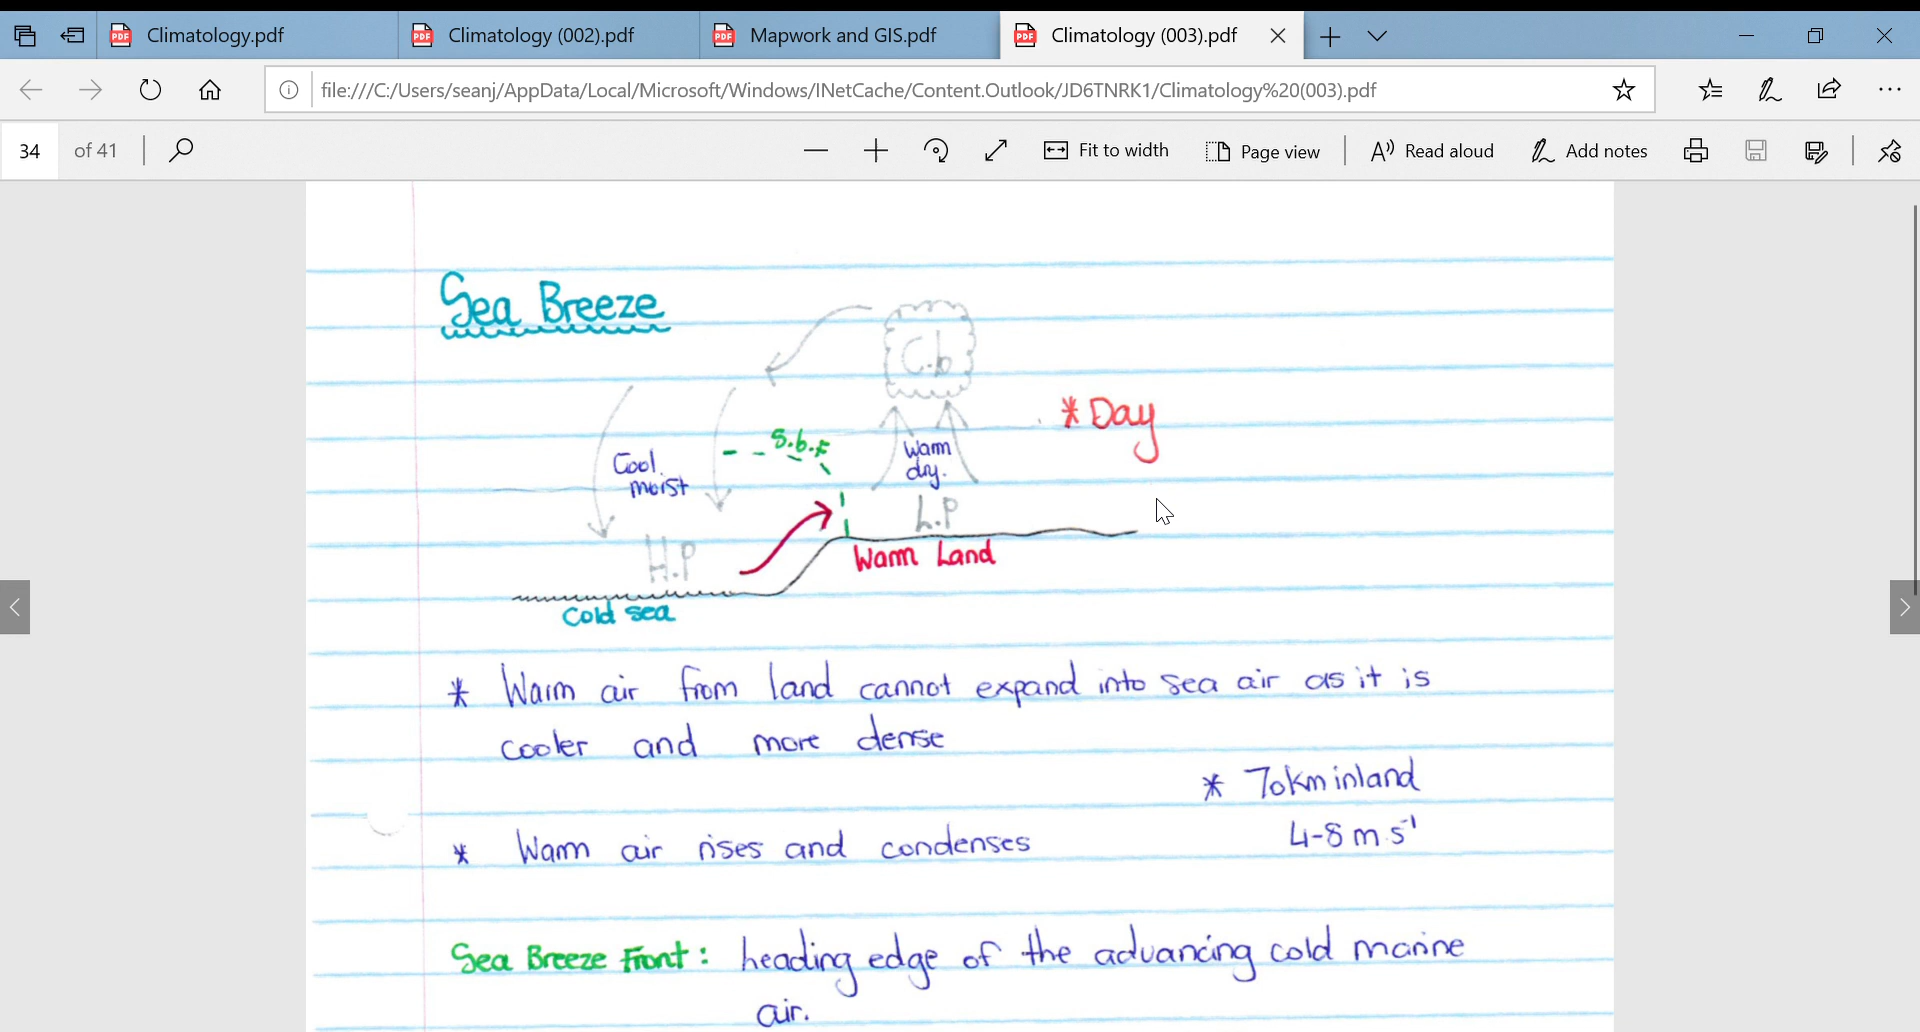 Climatology.pdf
Climatology (002).pdf
Mapwork and GIS.pdf
Climatology (003).pdf
file:///C:/Users/seanj/AppData/Local/Microsoft/Windows/INetCache/Content.Outlook/JD6TNRK1/Climatology%20(003).pdf
34 of 41
Fit to width
Page view
Read aloud
Add notes
Sea Breeze
C.b
* Day
S.b.F
Warm
dry.
Cool
moist
L.P
H.P
Warm Land
Cold sea
* Warm air from land cannot expand into sea air as it is
cooler and more dense
* 70km inland
4-8 m.s⁻¹
* Warm air rises and condenses
Sea Breeze Front: heading edge of the advancing cold marine
air.